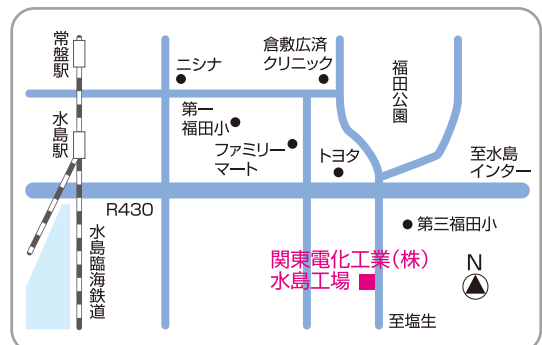 常盤駅
ニシナ
倉敷広済
クリニック
福田公園
水島駅
第一
福田小
ファミリー
マート
トヨタ
至水島
インター
R430
水島臨海鉄道
第三福田小
関東電化工業(株)
水島工場
N
至塩生